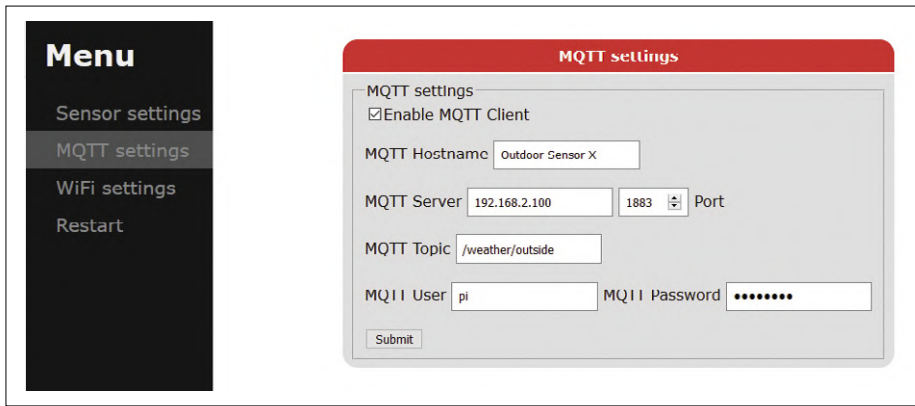 Menu
Sensor settings
MQTT settings
WiFi settings
Restart
MQTT settings
MQTT settings
Enable MQTT Client
MQTT Hostname Outdoor Sensor X
MQTT Server 192.168.2.100 1883 Port
MQTT Topic /weather/outside
MQTT User pi MQTT Password ••••••••
Submit